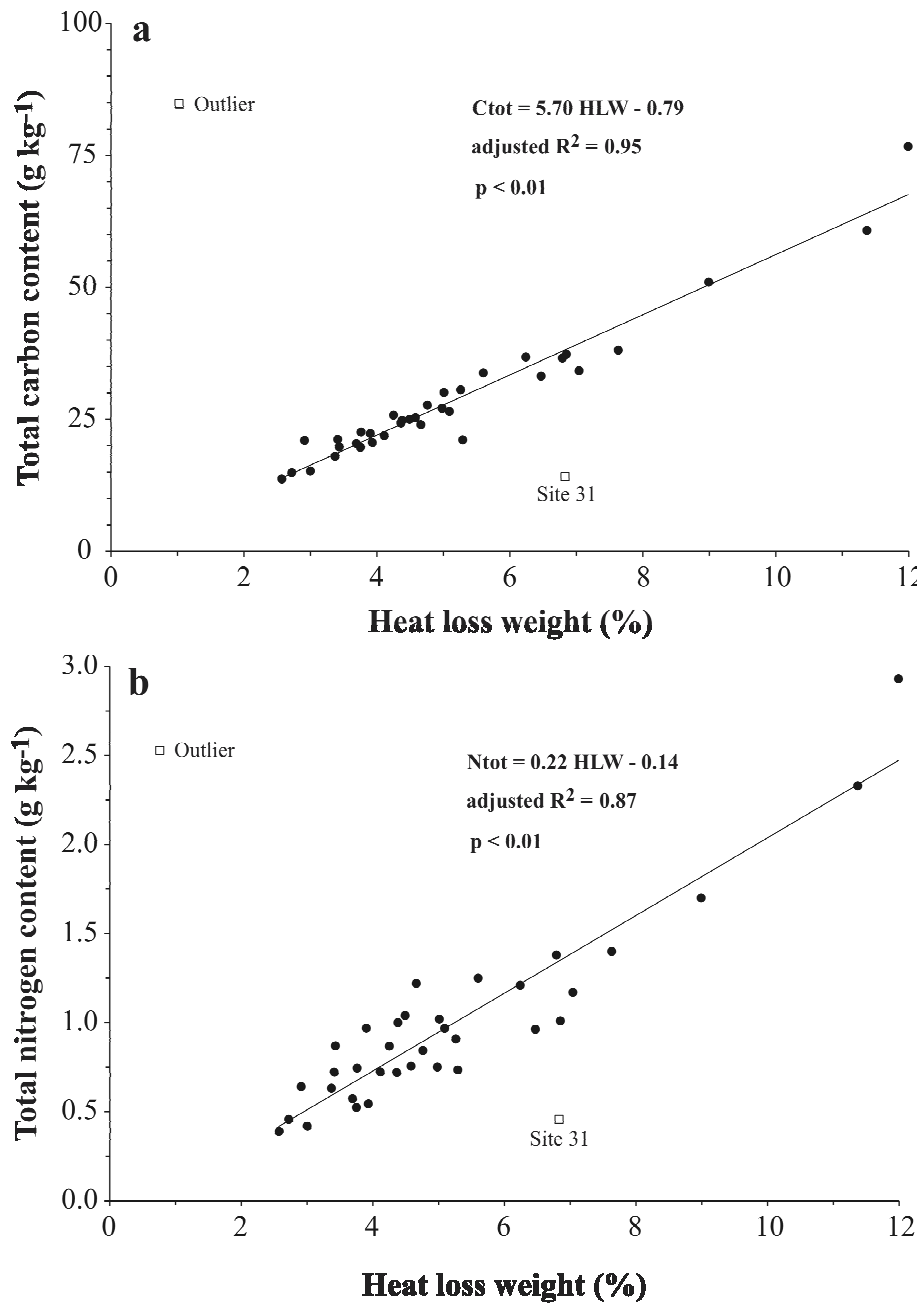 a
100
75
50
25
0
Total carbon content (g kg-1)
Outlier
Ctot = 5.70 HLW - 0.79
adjusted R2 = 0.95
p < 0.01
Site 31
0 2 4 6 8 10 12
Heat loss weight (%)
b
3.0
2.5
2.0
1.5
1.0
0.5
0.0
Total nitrogen content (g kg-1)
Outlier
Ntot = 0.22 HLW - 0.14
adjusted R2 = 0.87
p < 0.01
Site 31
0 2 4 6 8 10 12
Heat loss weight (%)